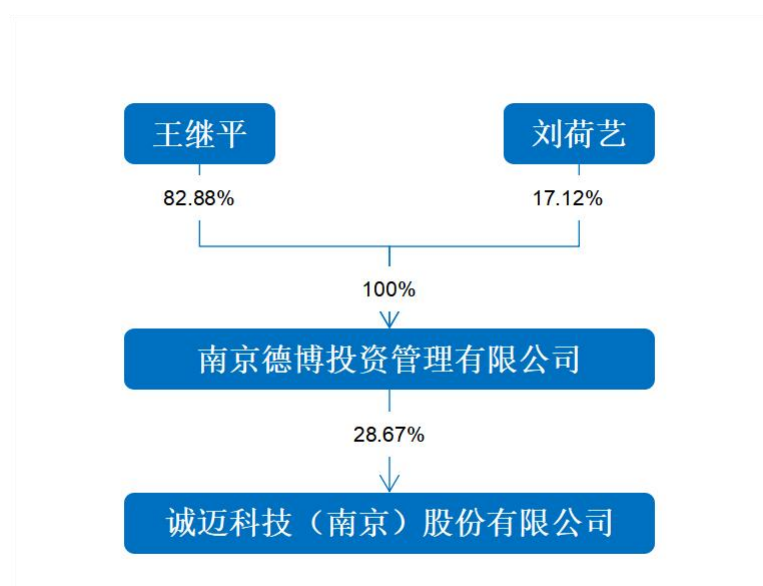 王继平
刘荷艺
82.88%
17.12%
100%
南京德博投资管理有限公司
28.67%
诚迈科技（南京）股份有限公司